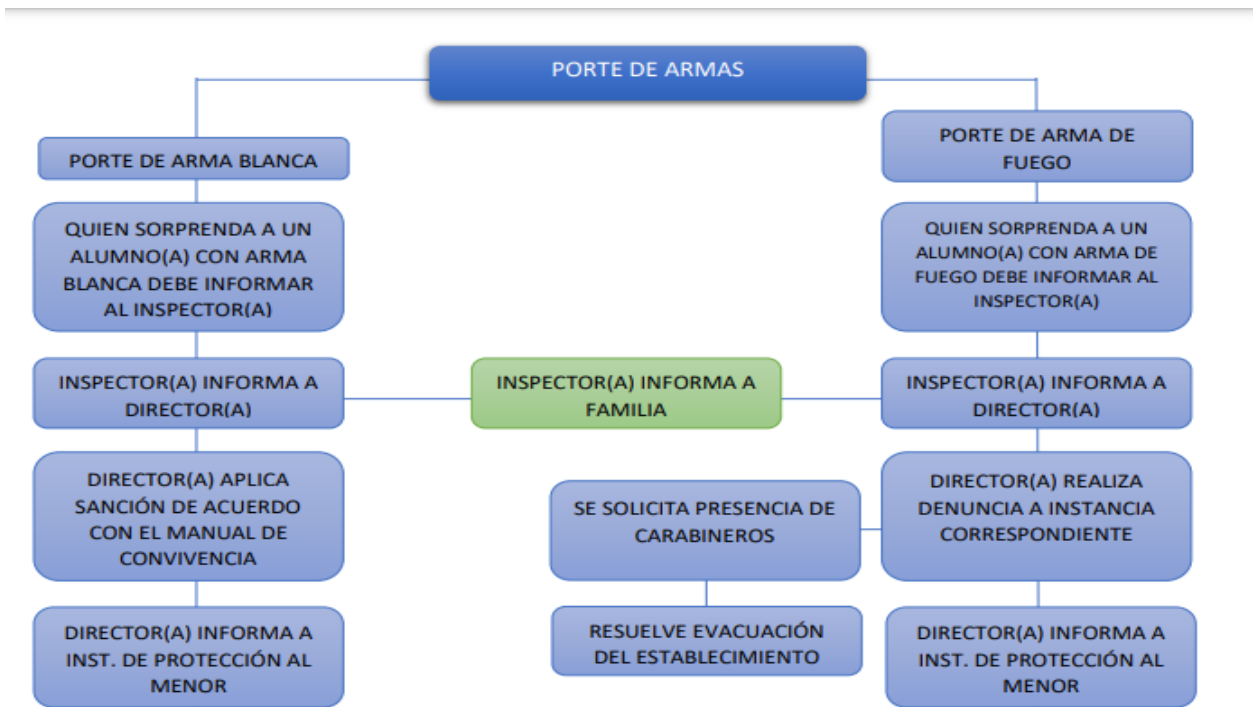 PORTE DE ARMAS
PORTE DE ARMA BLANCA
PORTE DE ARMA DE
FUEGO
QUIEN SORPRENDA A UN
ALUMNO(A) CON ARMA
BLANCA DEBE INFORMAR
AL INSPECTOR(A)
QUIEN SORPRENDA A UN
ALUMNO(A) CON ARMA DE
FUEGO DEBE INFORMAR AL
INSPECTOR(A)
INSPECTOR(A) INFORMA A
DIRECTOR(A)
INSPECTOR(A) INFORMA A
FAMILIA
INSPECTOR(A) INFORMA A
DIRECTOR(A)
DIRECTOR(A) APLICA
SANCIÓN DE ACUERDO
CON EL MANUAL DE
CONVIVENCIA
SE SOLICITA PRESENCIA DE
CARABINEROS
DIRECTOR(A) REALIZA
DENUNCIA A INSTANCIA
CORRESPONDIENTE
DIRECTOR(A) INFORMA A
INST. DE PROTECCIÓN AL
MENOR
RESUELVE EVACUACIÓN
DEL ESTABLECIMIENTO
DIRECTOR(A) INFORMA A
INST. DE PROTECCIÓN AL
MENOR